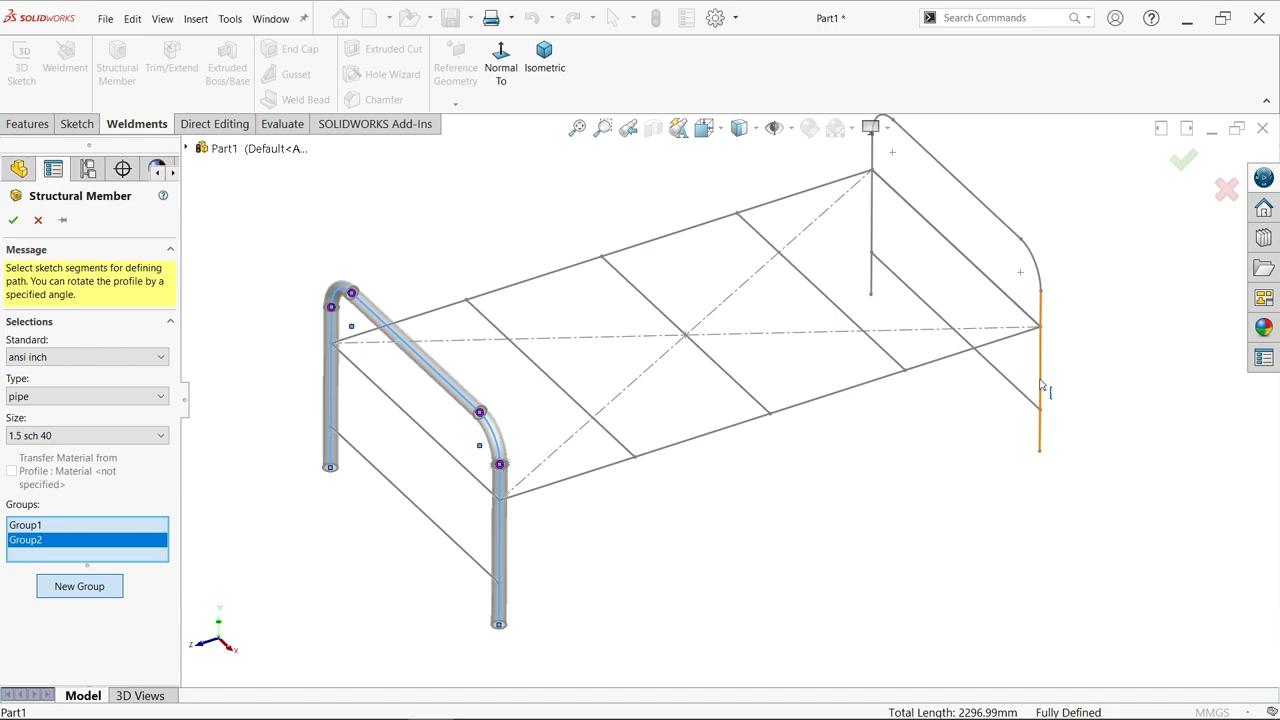 SOLIDWORKS File Edit View Insert Tools Window Part1 * Search Commands
3D Sketch
Weldment
Structural Member
Trim/Extend
Extruded Boss/Base
End Cap
Gusset
Weld Bead
Extruded Cut
Hole Wizard
Chamfer
Reference Geometry
Normal To
Isometric
Features Sketch Weldments Direct Editing Evaluate SOLIDWORKS Add-Ins
Part1 (Default<A...
Structural Member
Message
Select sketch segments for defining
path. You can rotate the profile by a
specified angle.
Selections
Standard:
ansi inch
Type:
pipe
Size:
1.5 sch 40
Transfer Material from
Profile : Material <not
specified>
Groups:
Group1
Group2
New Group
Y
Z
X
Model 3D Views
Part1 Total Length: 2296.99mm Fully Defined MMGS